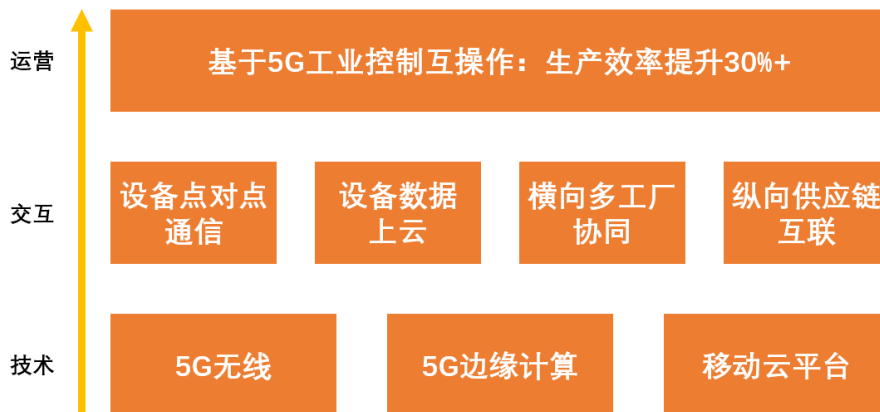 运营
基于5G工业控制互操作：生产效率提升30%+
交互
设备点对点
通信
设备数据
上云
横向多工厂
协同
纵向供应链
互联
技术
5G无线
5G边缘计算
移动云平台